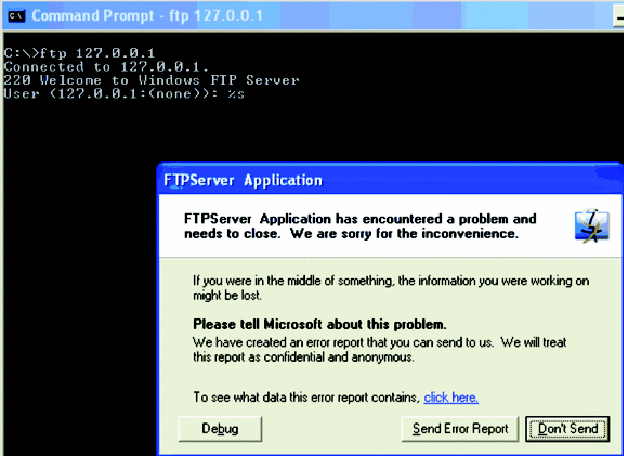 Command Prompt - ftp 127.0.0.1
C:\>ftp 127.0.0.1
Connected to 127.0.0.1.
220 Welcome to Windows FTP Server
User (127.0.0.1:(none)): %s
FTPServer Application
FTPServer Application has encountered a problem and
needs to close. We are sorry for the inconvenience.
If you were in the middle of something, the information you were working on
might be lost.
Please tell Microsoft about this problem.
We have created an error report that you can send to us. We will treat
this report as confidential and anonymous.
To see what data this error report contains, click here.
Debug
Send Error Report
Don't Send